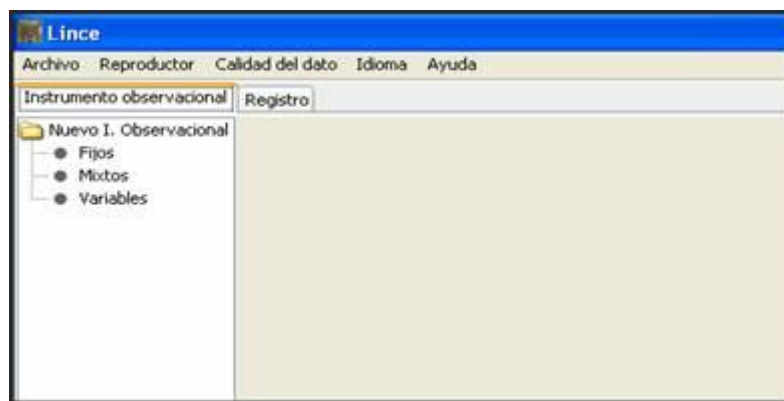 Lince
Archivo Reproductor Calidad del dato Idioma Ayuda
Instrumento observacional Registro
Nuevo I. Observacional
Fijos
Mixtos
Variables